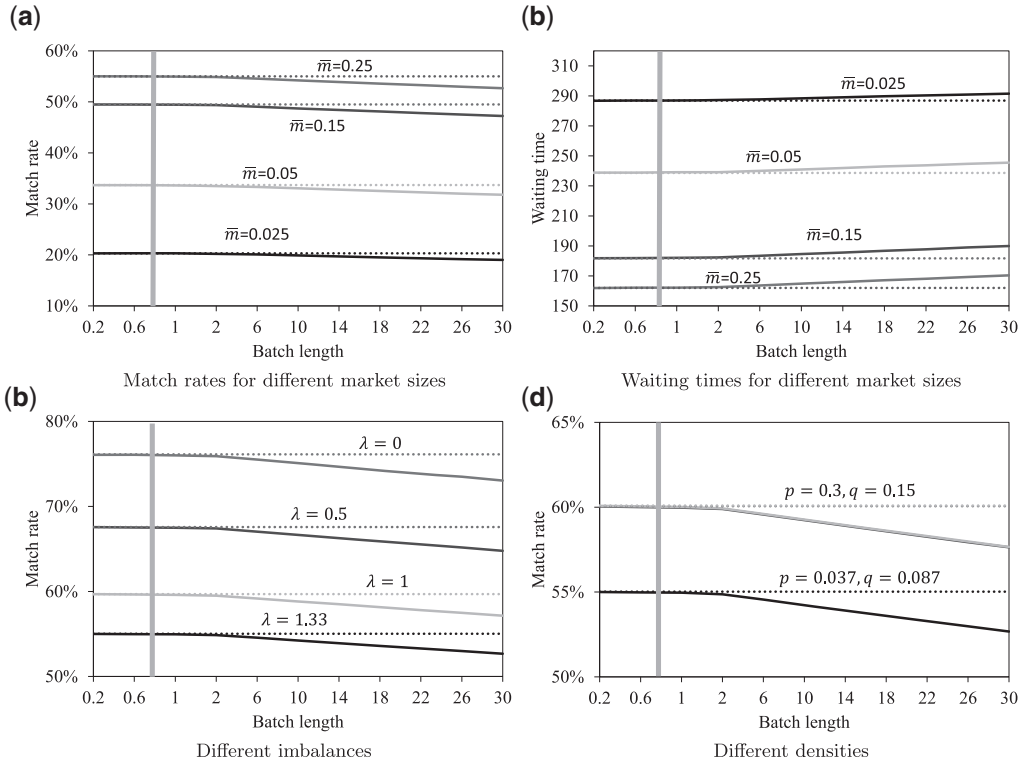 (a)
60%
50%
40%
30%
20%
10%
Match rate
m̅=0.25
m̅=0.15
m̅=0.05
m̅=0.025
0.2 0.6 1 2 6 10 14 18 22 26 30
Batch length
Match rates for different market sizes
(b)
310
290
270
250
230
210
190
170
150
Waiting time
m̅=0.025
m̅=0.05
m̅=0.15
m̅=0.25
0.2 0.6 1 2 6 10 14 18 22 26 30
Batch length
Waiting times for different market sizes
(b)
80%
70%
60%
50%
Match rate
λ = 0
λ = 0.5
λ = 1
λ = 1.33
0.2 0.6 1 2 6 10 14 18 22 26 30
Batch length
Different imbalances
(d)
65%
60%
55%
50%
Match rate
p = 0.3, q = 0.15
p = 0.037, q = 0.087
0.2 0.6 1 2 6 10 14 18 22 26 30
Batch length
Different densities